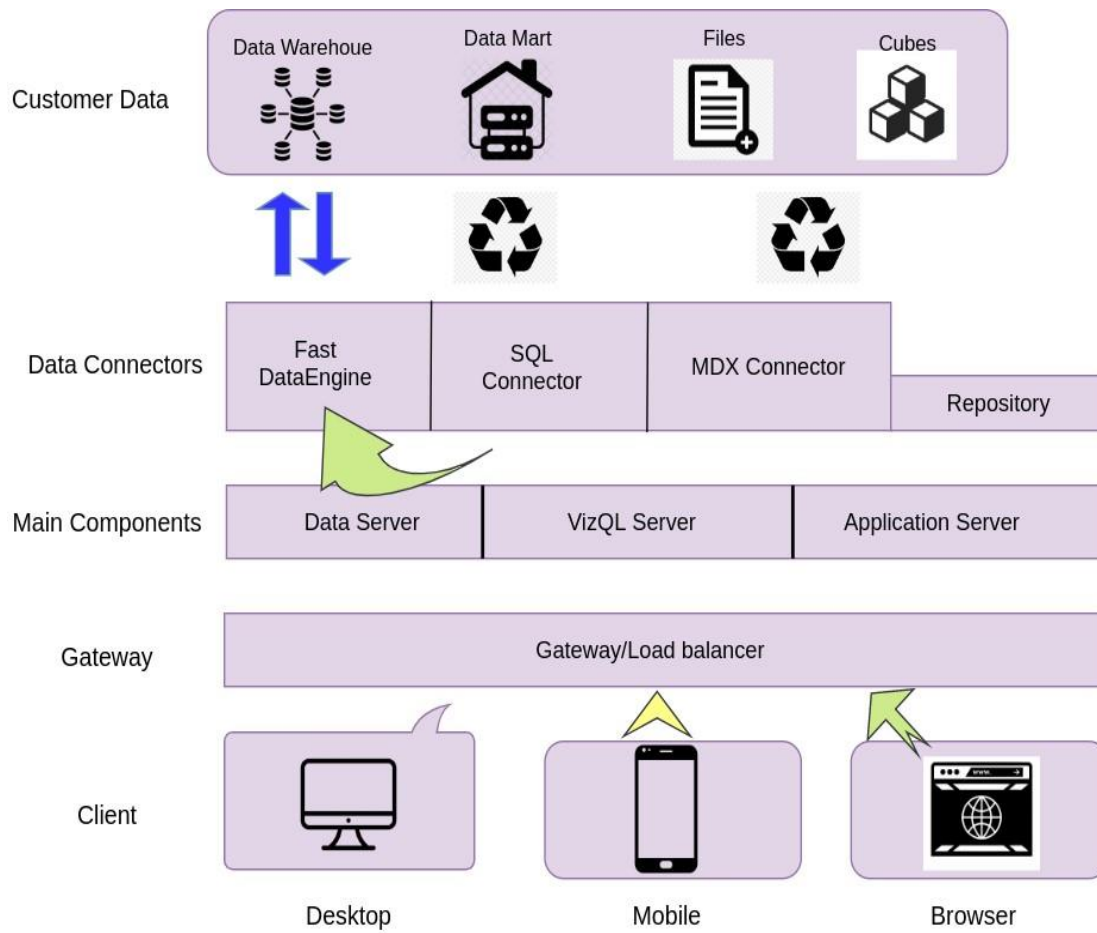 Data Warehoue
Data Mart
Files
Cubes
Customer Data
Data Connectors
Fast
DataEngine
SQL
Connector
MDX Connector
Repository
Main Components
Data Server
VizQL Server
Application Server
Gateway
Gateway/Load balancer
Client
www.
Desktop
Mobile
Browser